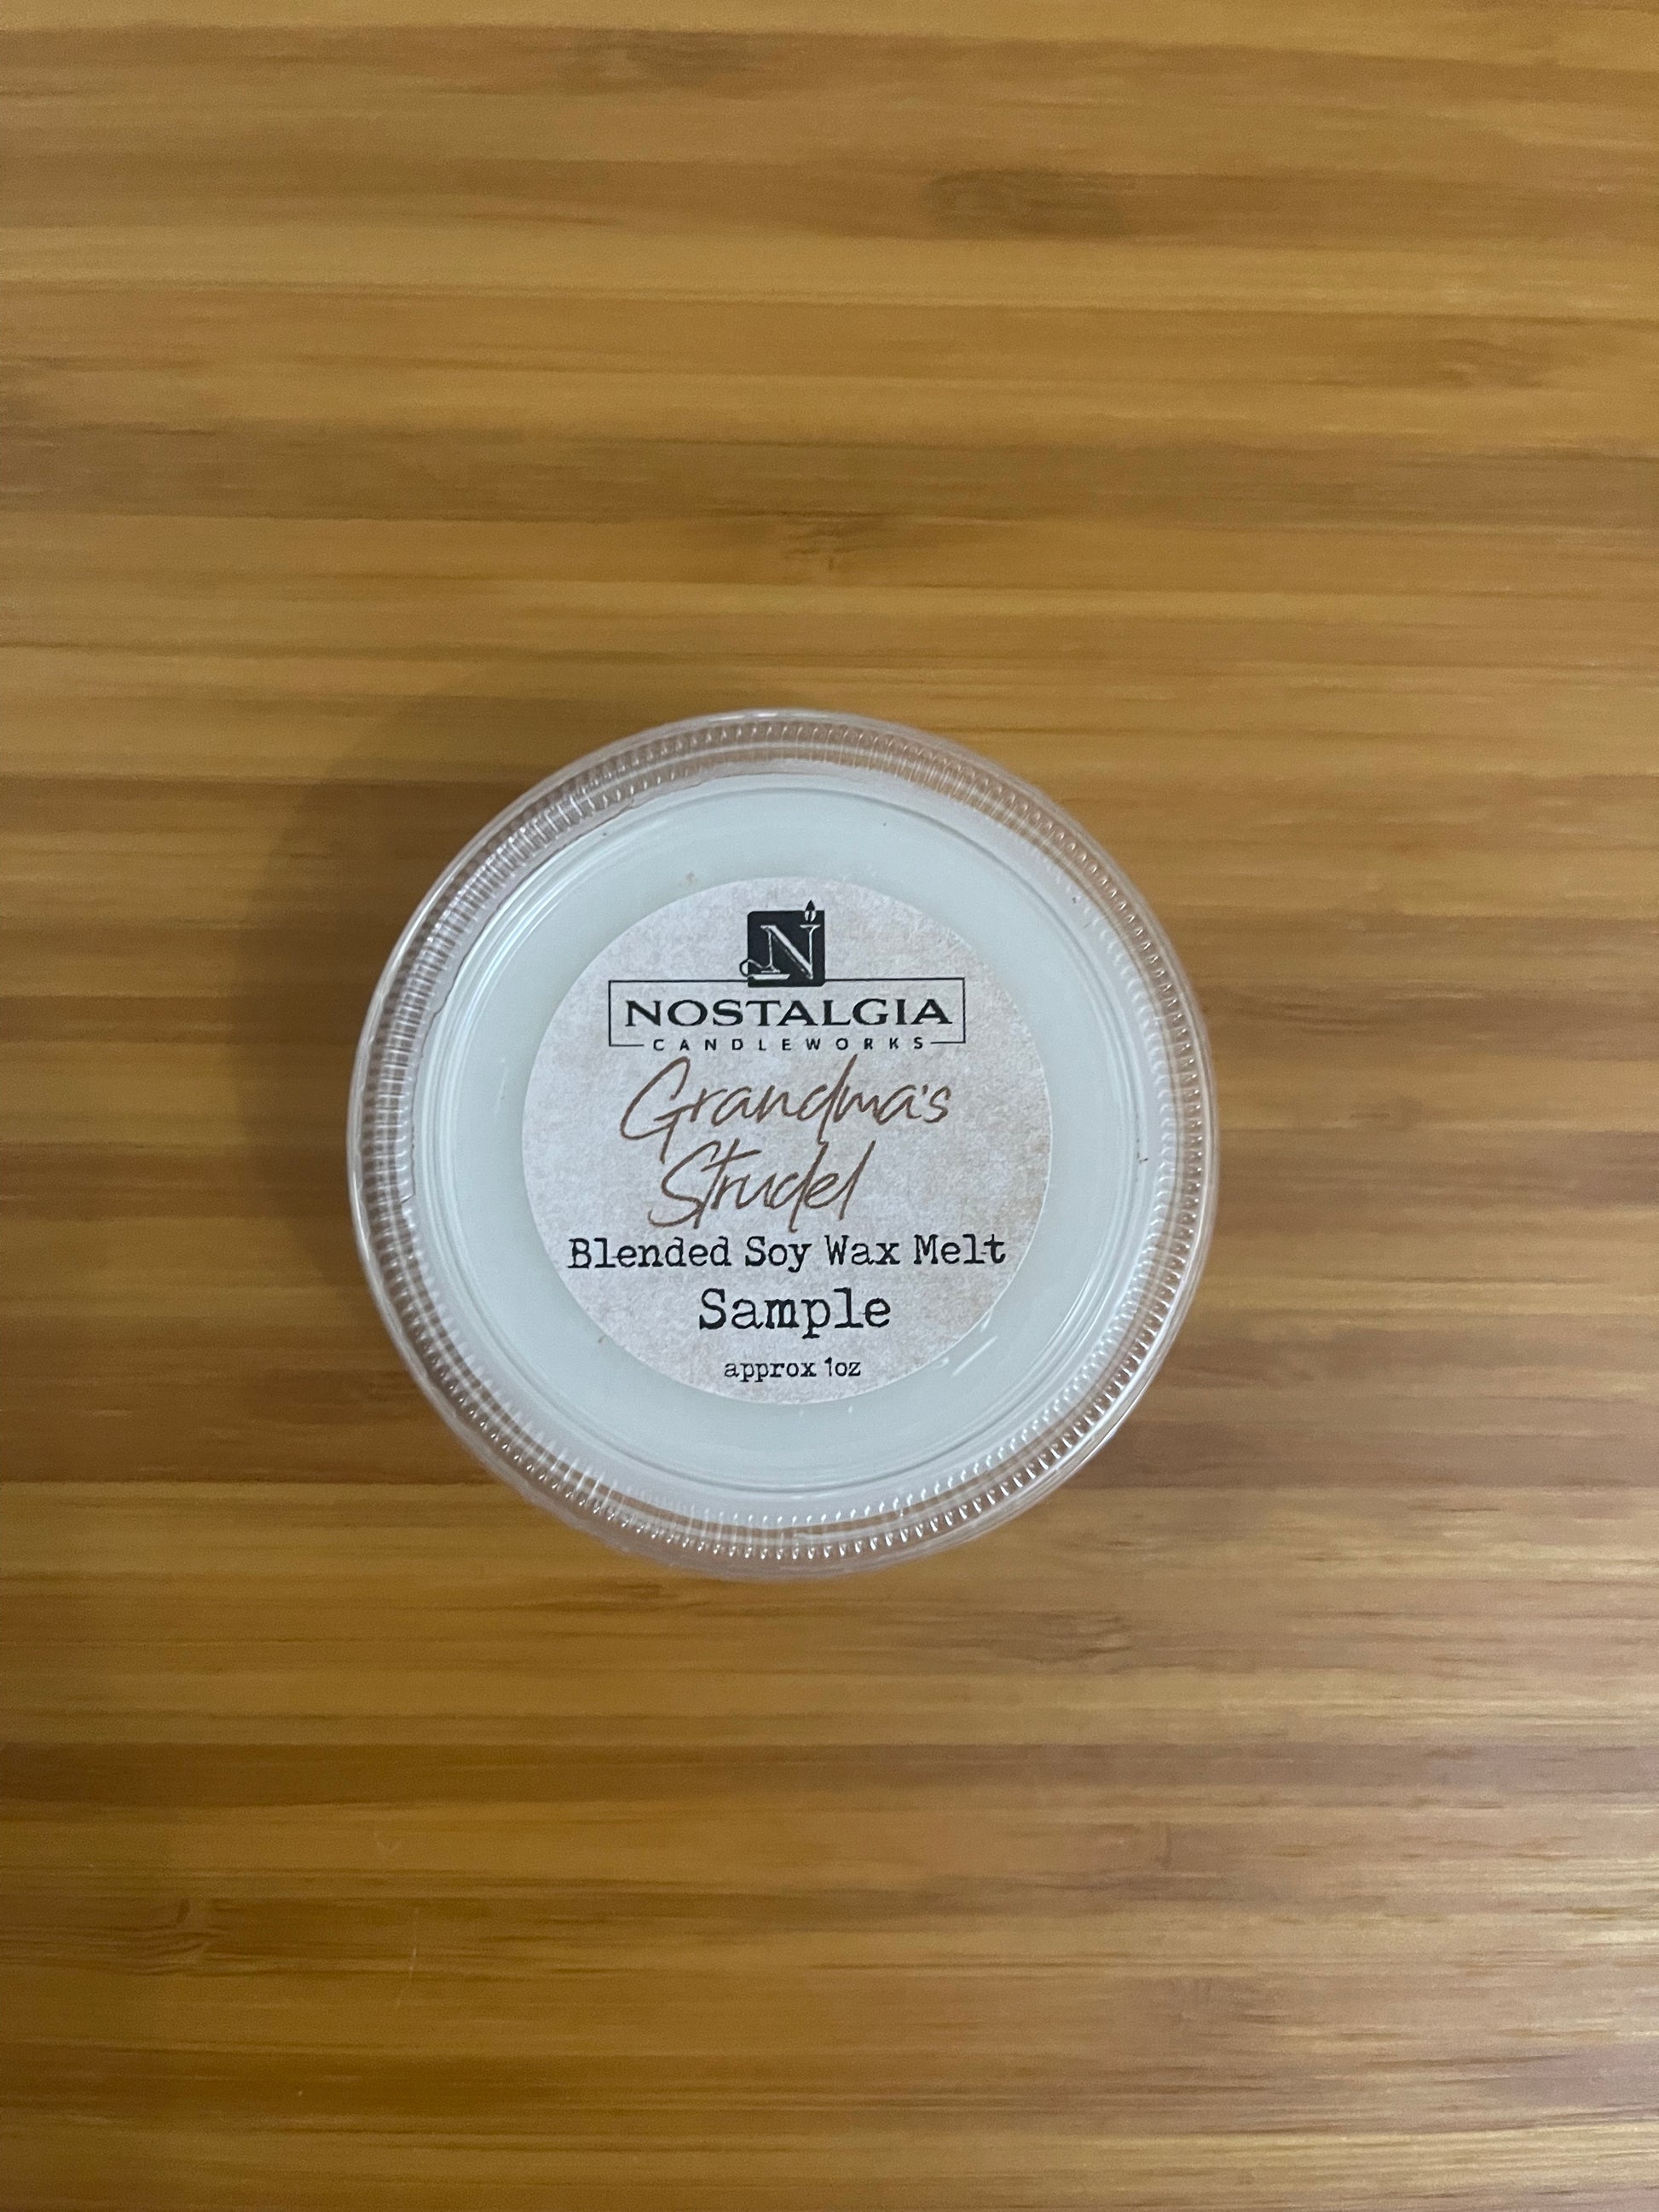 N
NOSTALGIA
CANDLEWORKS
Grandma's
Strudel
Blended Soy Wax Melt
Sample
approx 1oz